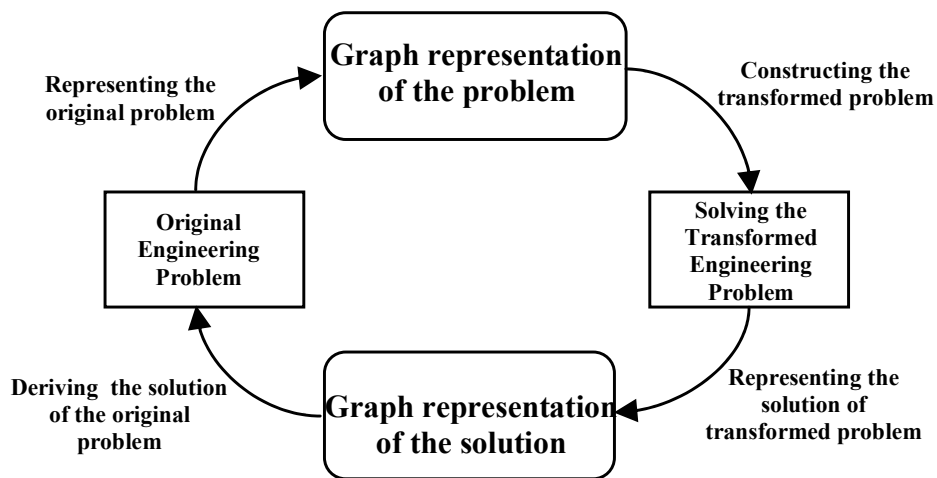 Graph representation
of the problem
Representing the
original problem
Constructing the
transformed problem
Original
Engineering
Problem
Solving the
Transformed
Engineering
Problem
Deriving the solution
of the original
problem
Graph representation
of the solution
Representing the
solution of
transformed problem